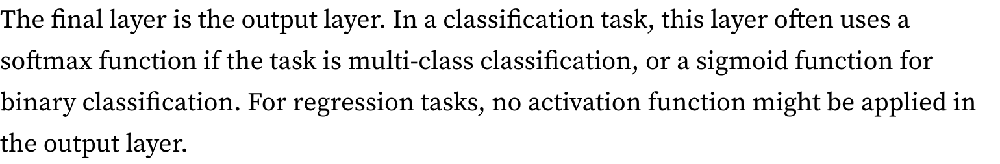 The final layer is the output layer. In a classification task, this layer often uses a
softmax function if the task is multi-class classification, or a sigmoid function for
binary classification. For regression tasks, no activation function might be applied in
the output layer.